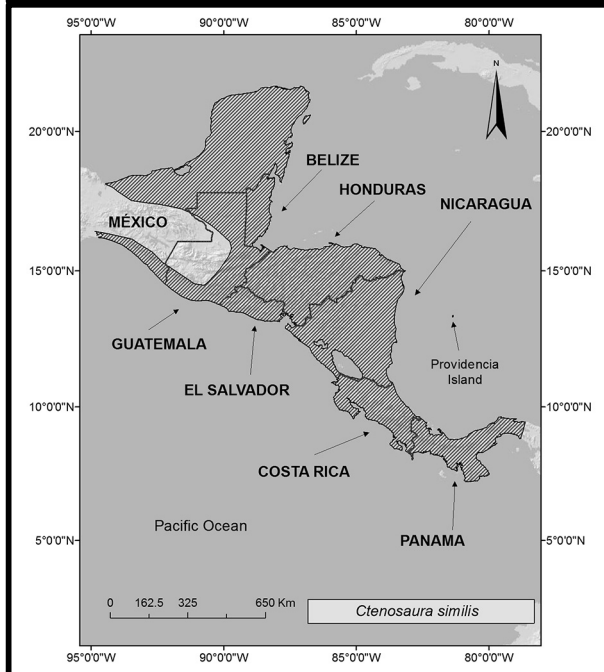 95°0'0"W 90°0'0"W 85°0'0"W 80°0'0"W
N
20°0'0"N 20°0'0"N
BELIZE
HONDURAS
NICARAGUA
MÉXICO
15°0'0"N 15°0'0"N
GUATEMALA
Providencia
Island
EL SALVADOR
10°0'0"N 10°0'0"N
COSTA RICA
Pacific Ocean
PANAMA
5°0'0"N 5°0'0"N
0 162.5 325 650 Km
Ctenosaura similis
95°0'0"W 90°0'0"W 85°0'0"W 80°0'0"W